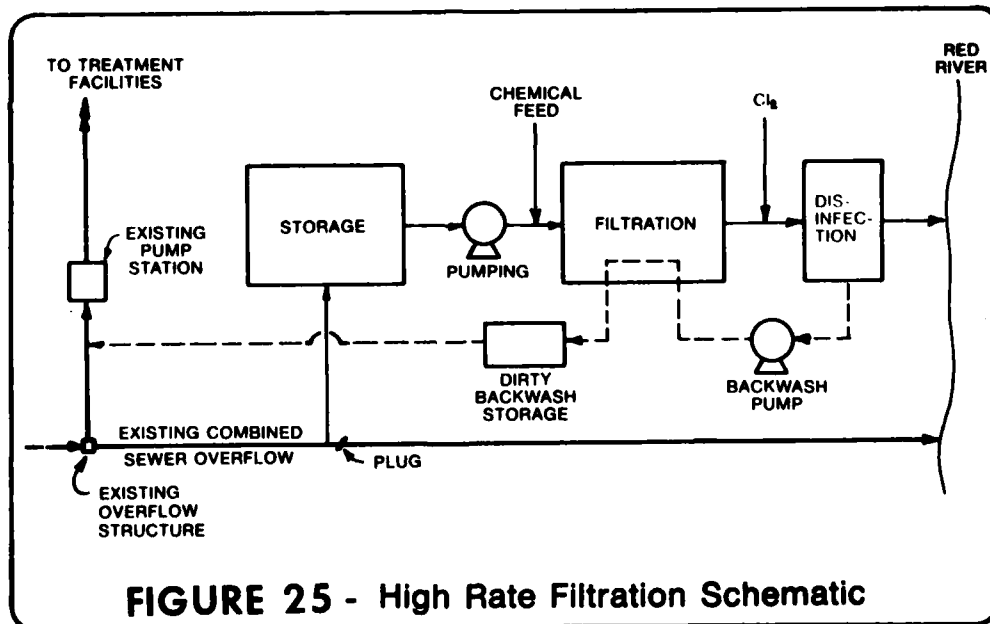 TO TREATMENT
FACILITIES
RED
RIVER
CHEMICAL
FEED
Cl₂
STORAGE
PUMPING
FILTRATION
DIS-
INFEC-
TION
EXISTING
PUMP
STATION
DIRTY
BACKWASH
STORAGE
BACKWASH
PUMP
EXISTING COMBINED
SEWER OVERFLOW
PLUG
EXISTING
OVERFLOW
STRUCTURE
FIGURE 25 - High Rate Filtration Schematic